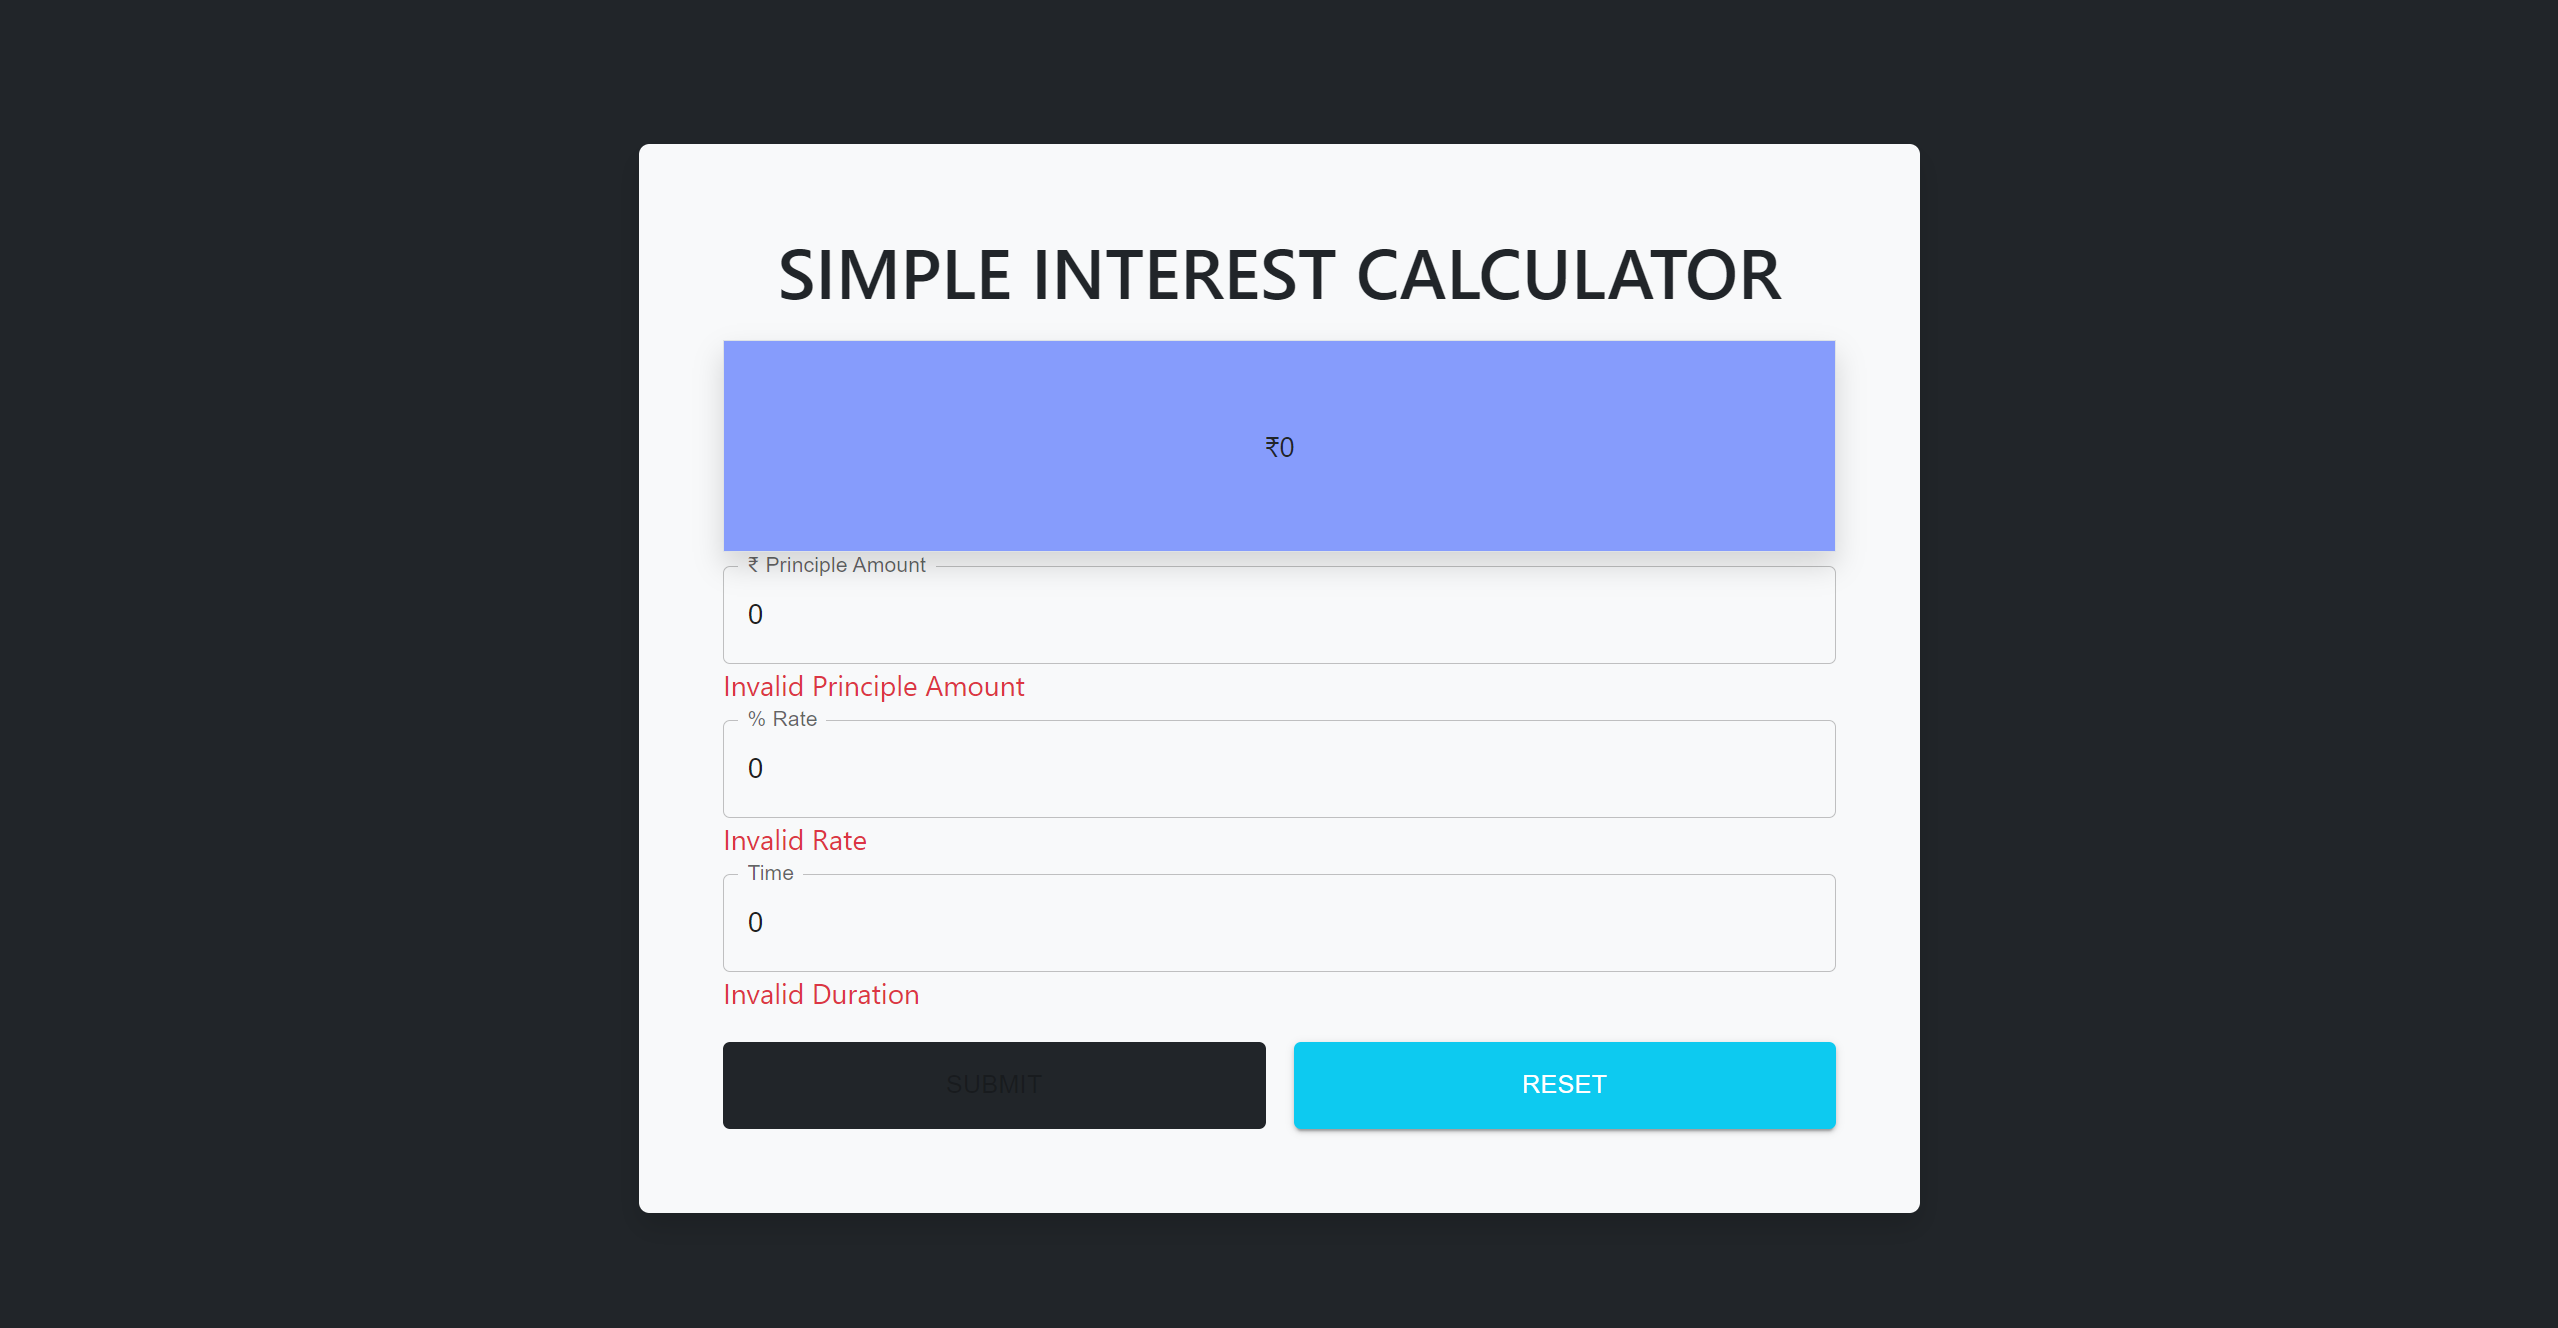 SIMPLE INTEREST CALCULATOR
₹0
₹ Principle Amount
0
Invalid Principle Amount
% Rate
0
Invalid Rate
Time
0
Invalid Duration
SUBMIT RESET